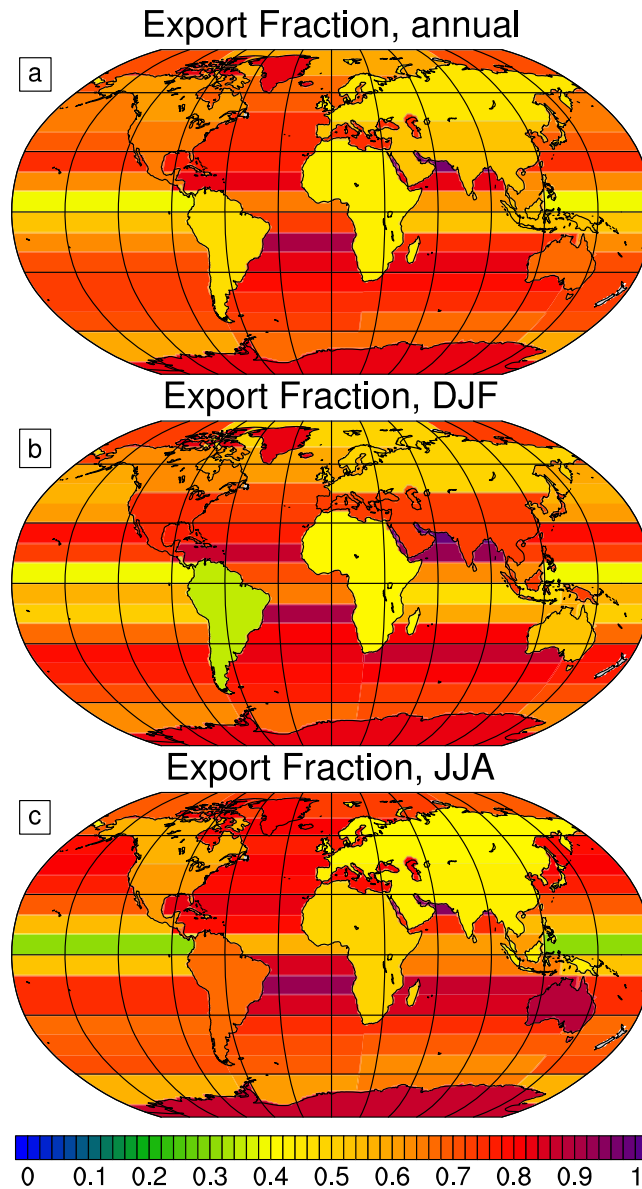 Export Fraction, annual
a
Export Fraction, DJF
b
Export Fraction, JJA
c
0 0.1 0.2 0.3 0.4 0.5 0.6 0.7 0.8 0.9 1